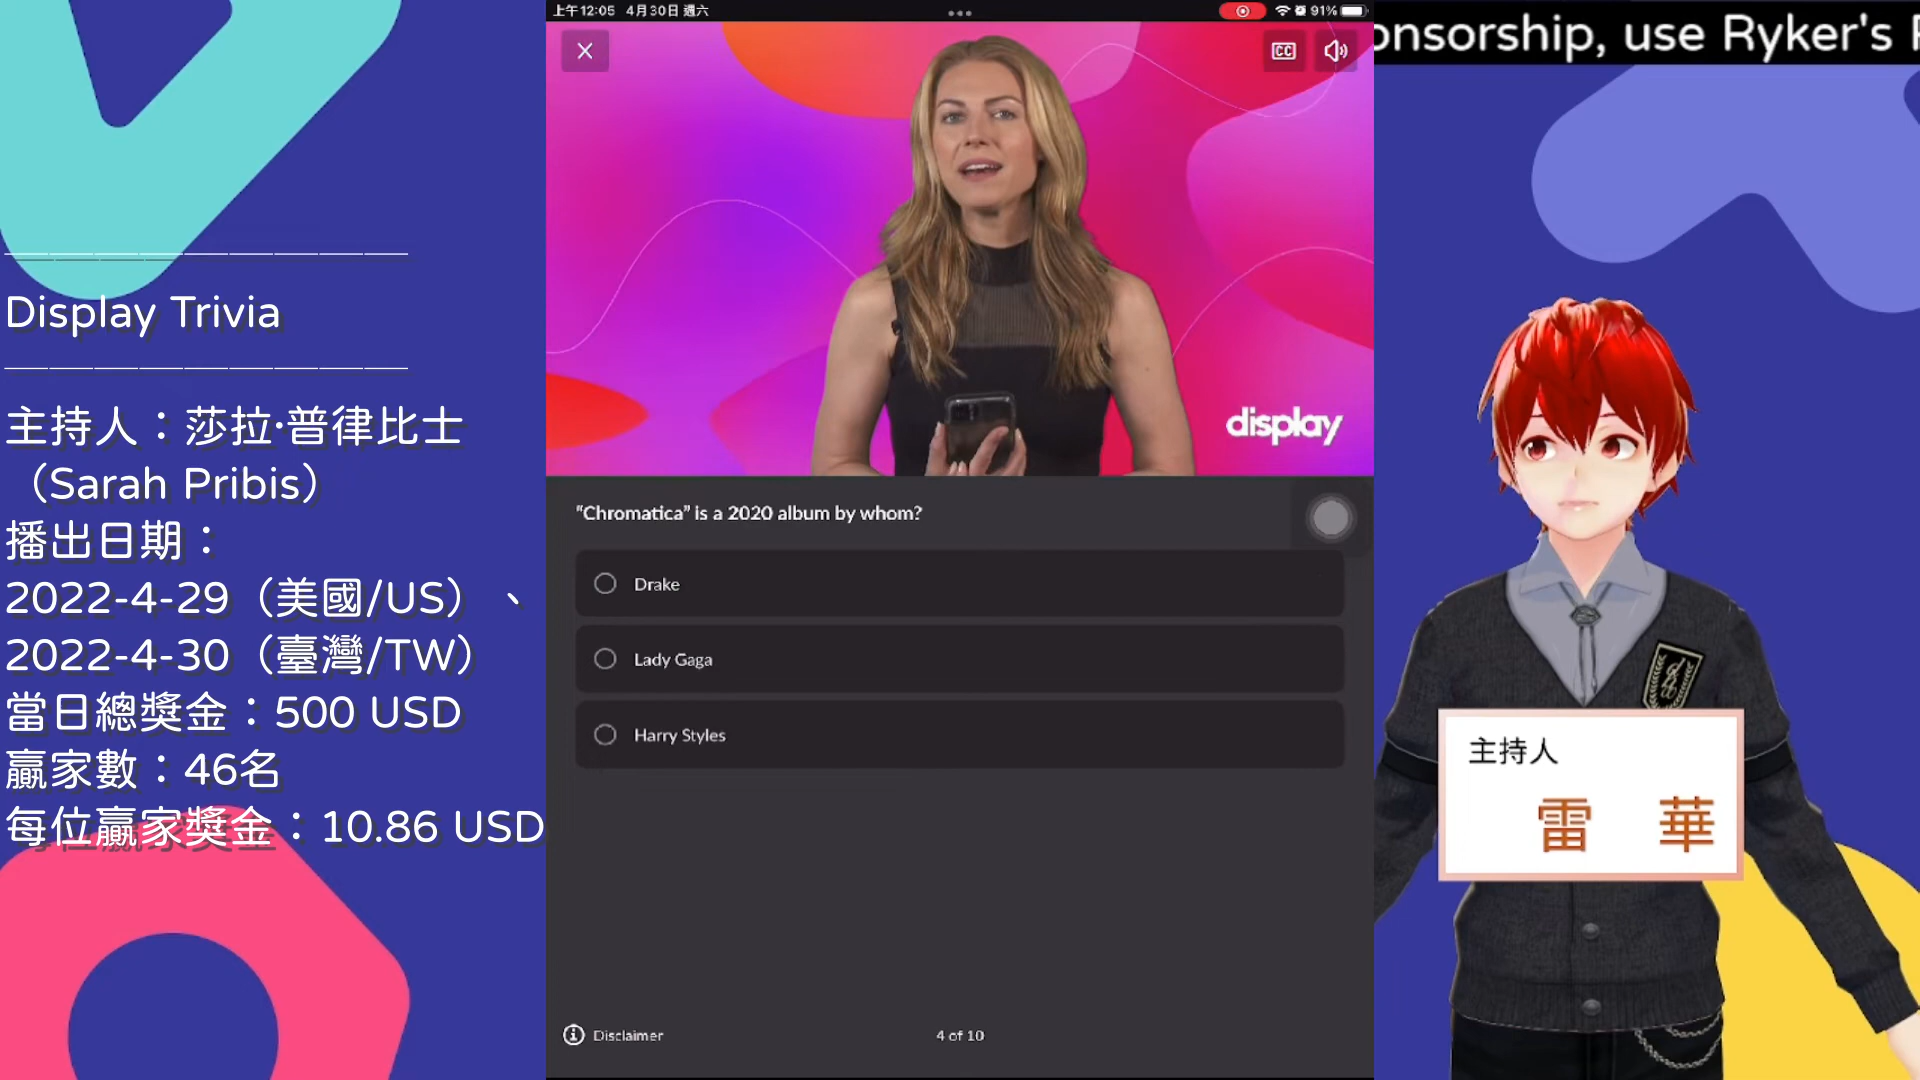 上午12:05 4月30日 週六
91%
onsorship, use Ryker's
CC
display
Display Trivia
主持人：莎拉·普律比士
（Sarah Pribis）
播出日期：
2022-4-29（美國/US）、
2022-4-30（臺灣/TW）
當日總獎金：500 USD
贏家數：46名
每位贏家獎金：10.86 USD
“Chromatica” is a 2020 album by whom?
Drake
Lady Gaga
Harry Styles
Disclaimer
4 of 10
主持人
雷 華